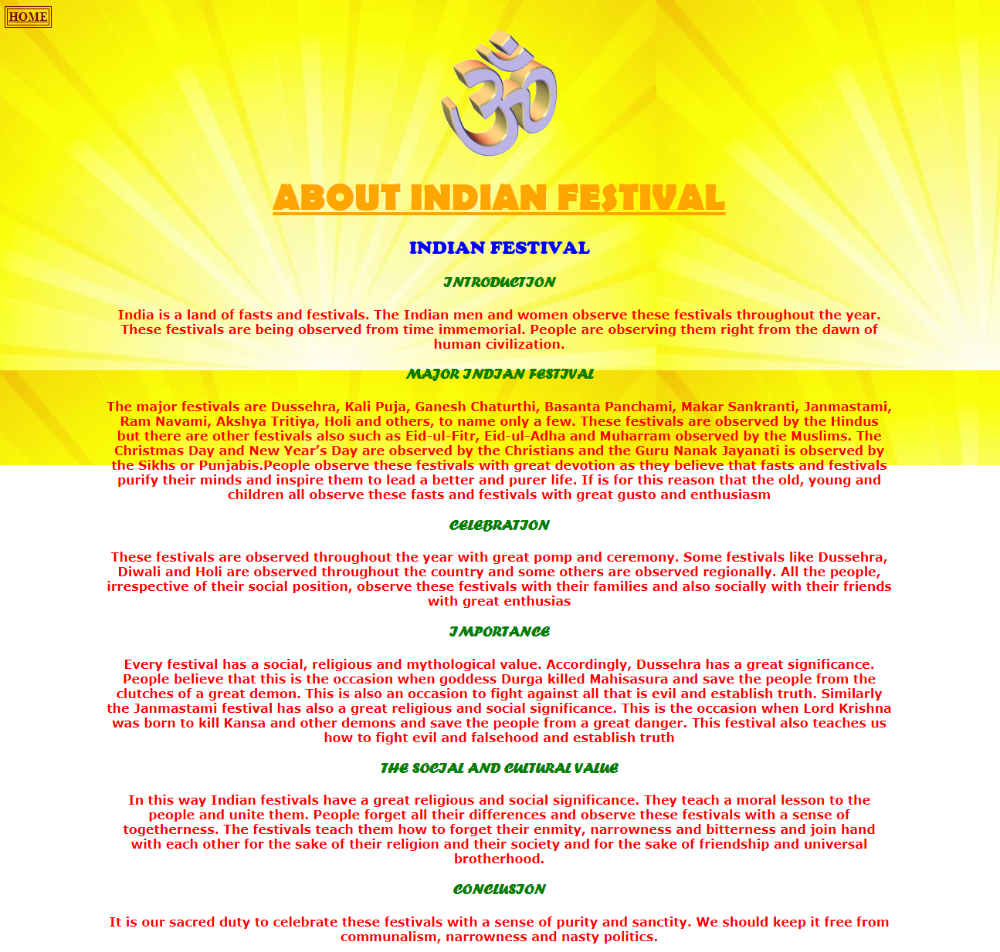 HOME
ॐ
ABOUT INDIAN FESTIVAL
INDIAN FESTIVAL
INTRODUCTION
India is a land of fasts and festivals. The Indian men and women observe these festivals throughout the year.
These festivals are being observed from time immemorial. People are observing them right from the dawn of
human civilization.
MAJOR INDIAN FESTIVAL
The major festivals are Dussehra, Kali Puja, Ganesh Chaturthi, Basanta Panchami, Makar Sankranti, Janmastami,
Ram Navami, Akshya Tritiya, Holi and others, to name only a few. These festivals are observed by the Hindus
but there are other festivals also such as Eid-ul-Fitr, Eid-ul-Adha and Muharram observed by the Muslims. The
Christmas Day and New Year’s Day are observed by the Christians and the Guru Nanak Jayanati is observed by
the Sikhs or Punjabis.People observe these festivals with great devotion as they believe that fasts and festivals
purify their minds and inspire them to lead a better and purer life. If is for this reason that the old, young and
children all observe these fasts and festivals with great gusto and enthusiasm
CELEBRATION
These festivals are observed throughout the year with great pomp and ceremony. Some festivals like Dussehra,
Diwali and Holi are observed throughout the country and some others are observed regionally. All the people,
irrespective of their social position, observe these festivals with their families and also socially with their friends
with great enthusias
IMPORTANCE
Every festival has a social, religious and mythological value. Accordingly, Dussehra has a great significance.
People believe that this is the occasion when goddess Durga killed Mahisasura and save the people from the
clutches of a great demon. This is also an occasion to fight against all that is evil and establish truth. Similarly
the Janmastami festival has also a great religious and social significance. This is the occasion when Lord Krishna
was born to kill Kansa and other demons and save the people from a great danger. This festival also teaches us
how to fight evil and falsehood and establish truth
THE SOCIAL AND CULTURAL VALUE
In this way Indian festivals have a great religious and social significance. They teach a moral lesson to the
people and unite them. People forget all their differences and observe these festivals with a sense of
togetherness. The festivals teach them how to forget their enmity, narrowness and bitterness and join hand
with each other for the sake of their religion and their society and for the sake of friendship and universal
brotherhood.
CONCLUSION
It is our sacred duty to celebrate these festivals with a sense of purity and sanctity. We should keep it free from
communalism, narrowness and nasty politics.